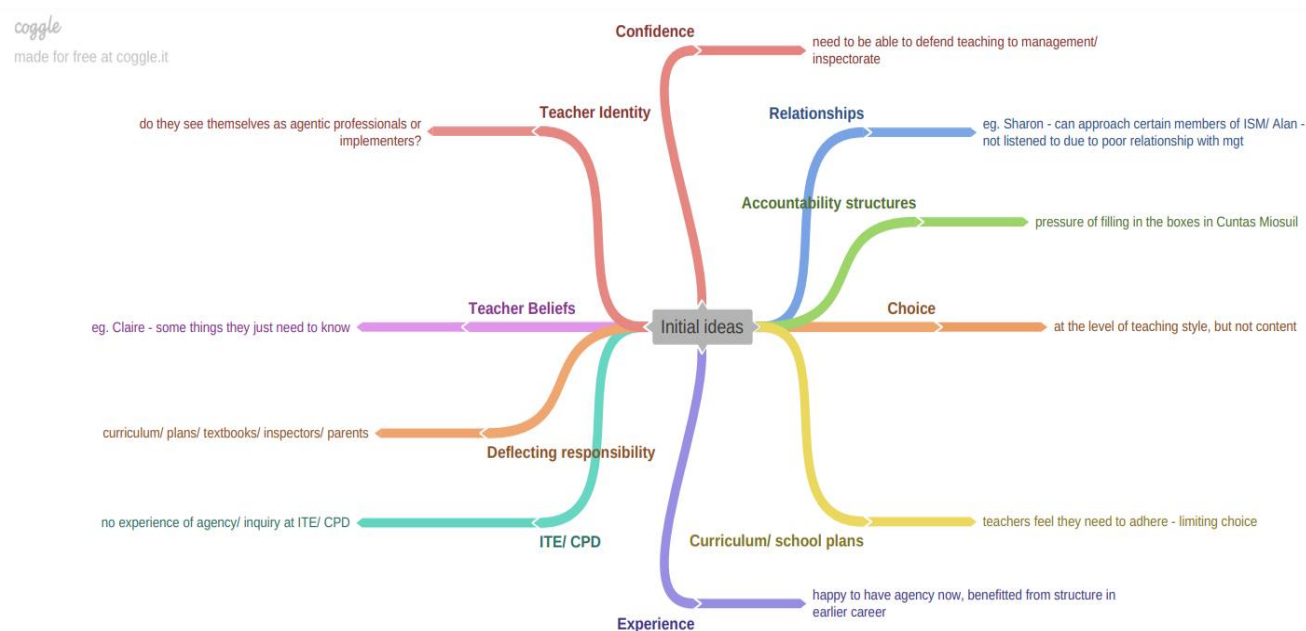 coggle
made for free at coggle.it
Confidence
need to be able to defend teaching to management/
inspectorate
Teacher Identity
do they see themselves as agentic professionals or
implementers?
Relationships
eg. Sharon - can approach certain members of ISM/ Alan -
not listened to due to poor relationship with mgt
Accountability structures
pressure of filling in the boxes in Cuntas Miosuil
Teacher Beliefs
eg. Claire - some things they just need to know
Initial ideas
Choice
at the level of teaching style, but not content
curriculum/ plans/ textbooks/ inspectors/ parents
Deflecting responsibility
no experience of agency/ inquiry at ITE/ CPD
ITE/ CPD
Curriculum/ school plans
teachers feel they need to adhere - limiting choice
Experience
happy to have agency now, benefitted from structure in
earlier career